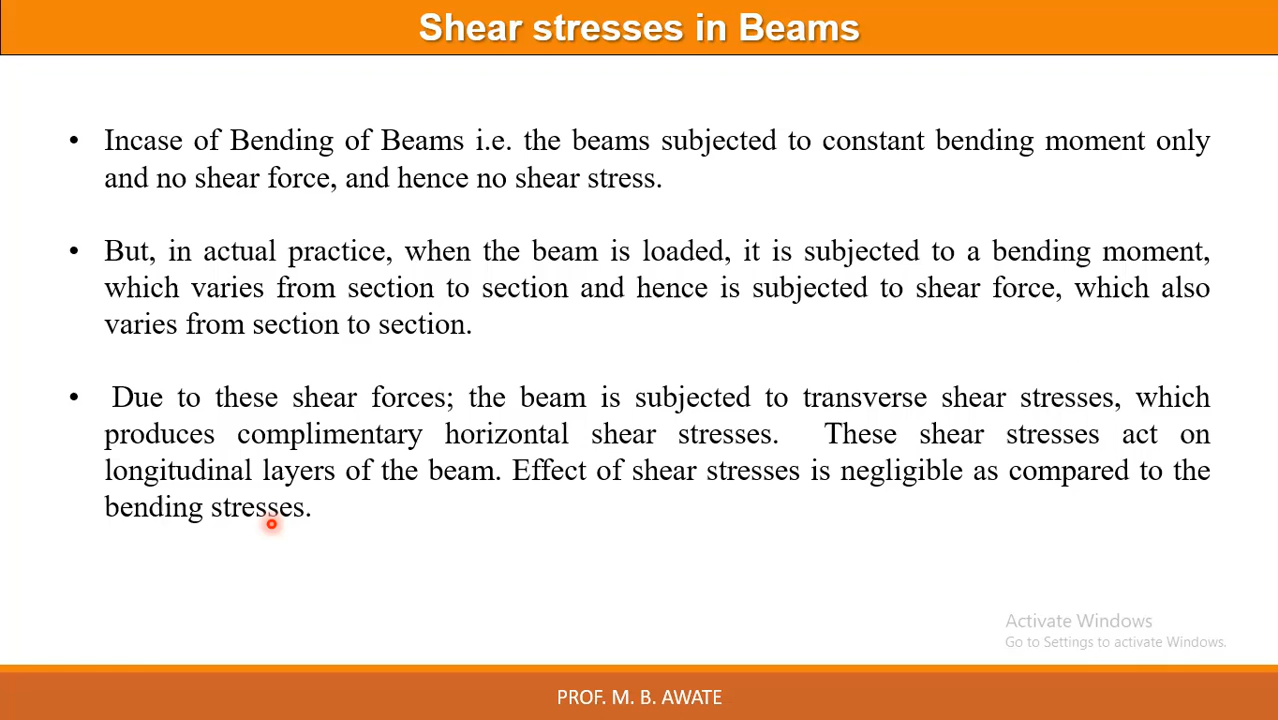 Shear stresses in Beams
• Incase of Bending of Beams i.e. the beams subjected to constant bending moment only
and no shear force, and hence no shear stress.
• But, in actual practice, when the beam is loaded, it is subjected to a bending moment,
which varies from section to section and hence is subjected to shear force, which also
varies from section to section.
• Due to these shear forces; the beam is subjected to transverse shear stresses, which
produces complimentary horizontal shear stresses. These shear stresses act on
longitudinal layers of the beam. Effect of shear stresses is negligible as compared to the
bending stresses.
Activate Windows
Go to Settings to activate Windows.
PROF. M. B. AWATE